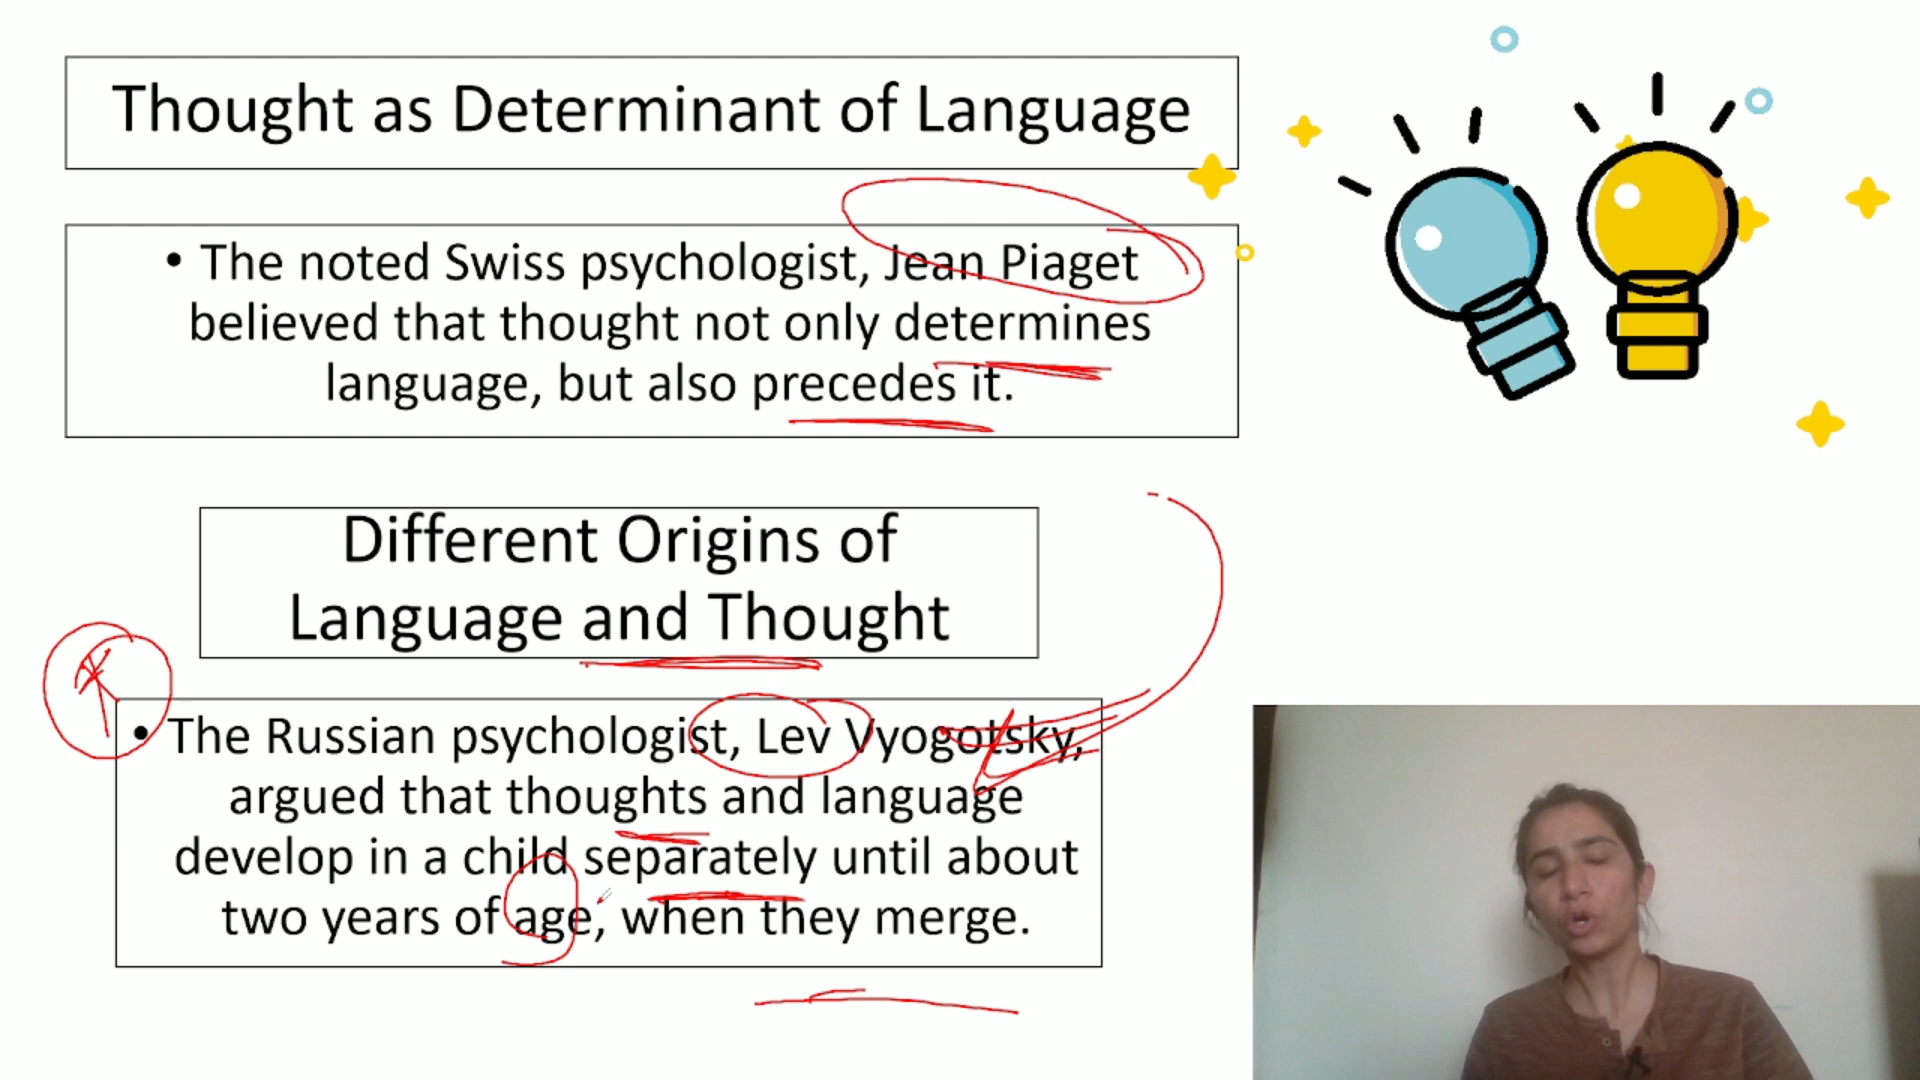 Thought as Determinant of Language
• The noted Swiss psychologist, Jean Piaget
believed that thought not only determines
language, but also precedes it.
Different Origins of
Language and Thought
• The Russian psychologist, Lev Vyogotsky,
argued that thoughts and language
develop in a child separately until about
two years of age, when they merge.